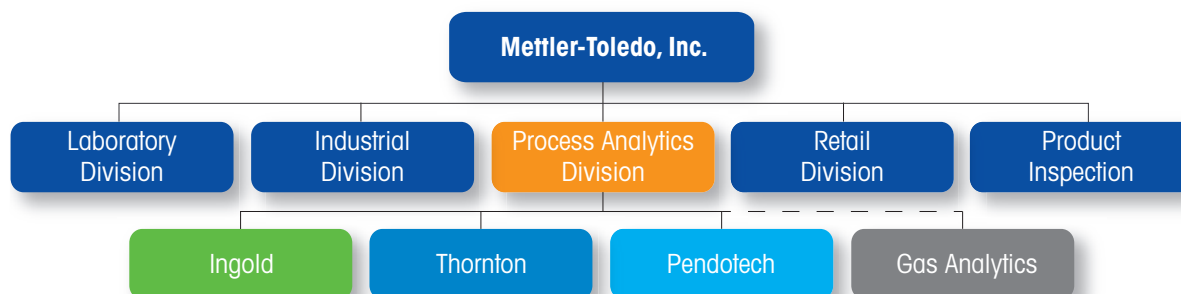 Mettler-Toledo, Inc.
Laboratory
Division
Industrial
Division
Process Analytics
Division
Retail
Division
Product
Inspection
Ingold
Thornton
Pendotech
Gas Analytics